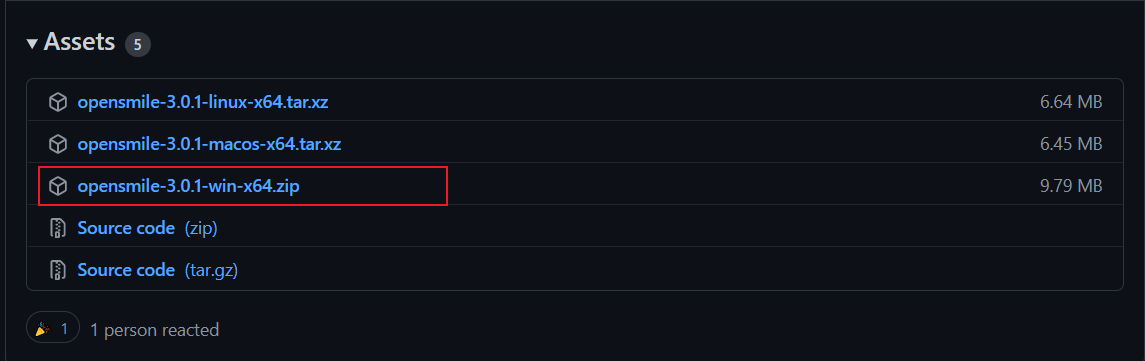 Assets 5
opensmile-3.0.1-linux-x64.tar.xz 6.64 MB
opensmile-3.0.1-macos-x64.tar.xz 6.45 MB
opensmile-3.0.1-win-x64.zip 9.79 MB
Source code (zip)
Source code (tar.gz)
1 1 person reacted